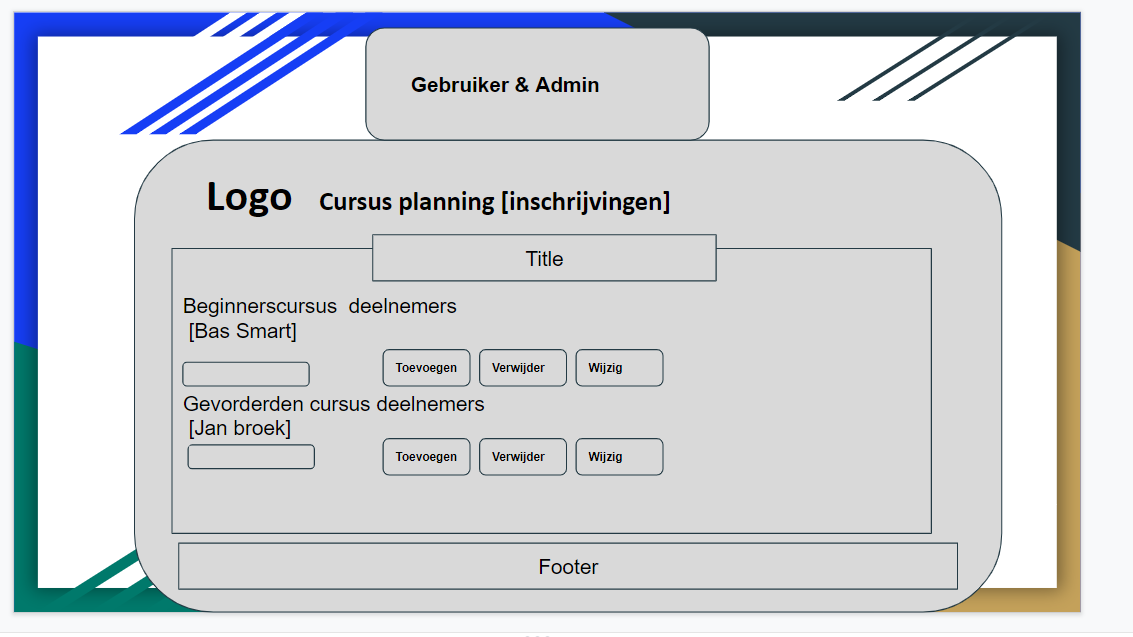 Gebruiker & Admin
Logo Cursus planning [inschrijvingen]
Title
Beginnerscursus deelnemers
[Bas Smart]
Toevoegen Verwijder Wijzig
Gevorderden cursus deelnemers
[Jan broek]
Toevoegen Verwijder Wijzig
Footer